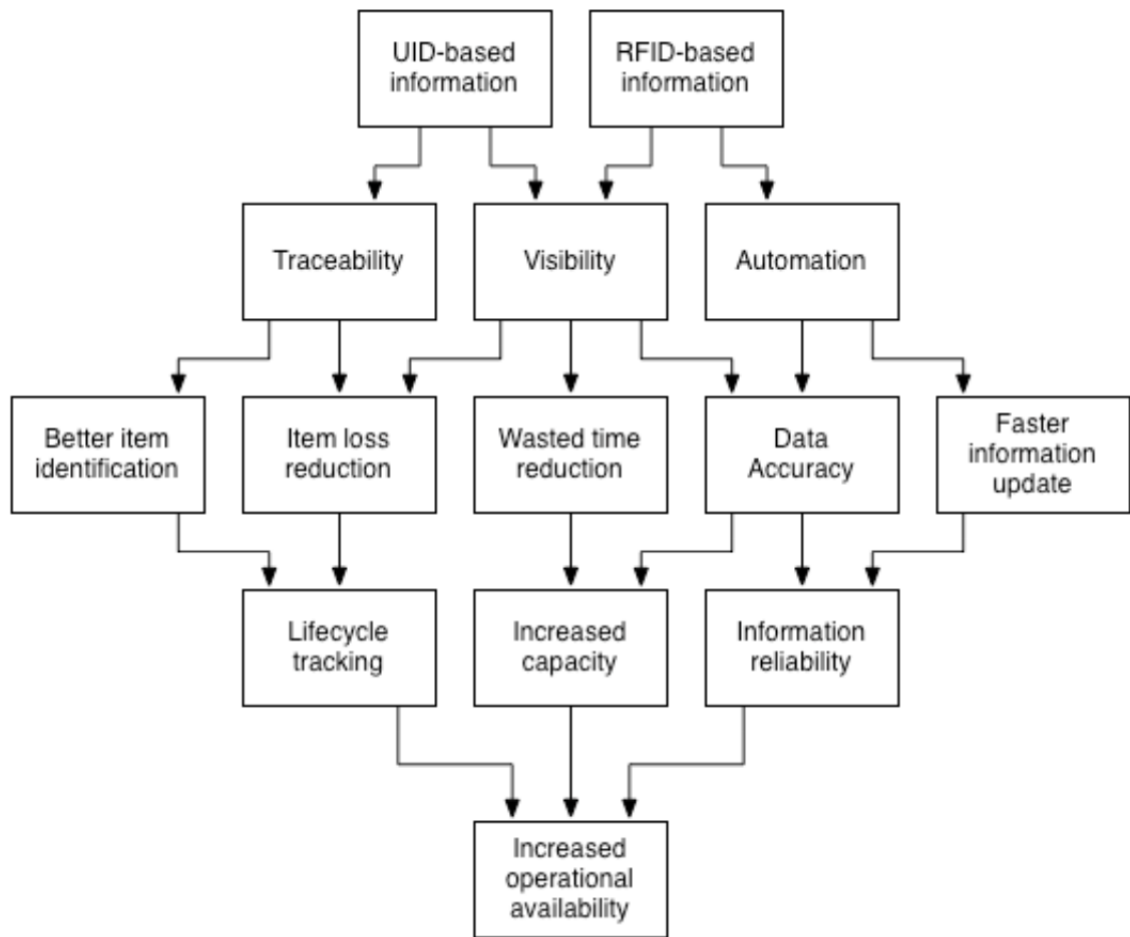 UID-based
information
RFID-based
information
Traceability
Visibility
Automation
Better item
identification
Item loss
reduction
Wasted time
reduction
Data
Accuracy
Faster
information
update
Lifecycle
tracking
Increased
capacity
Information
reliability
Increased
operational
availability